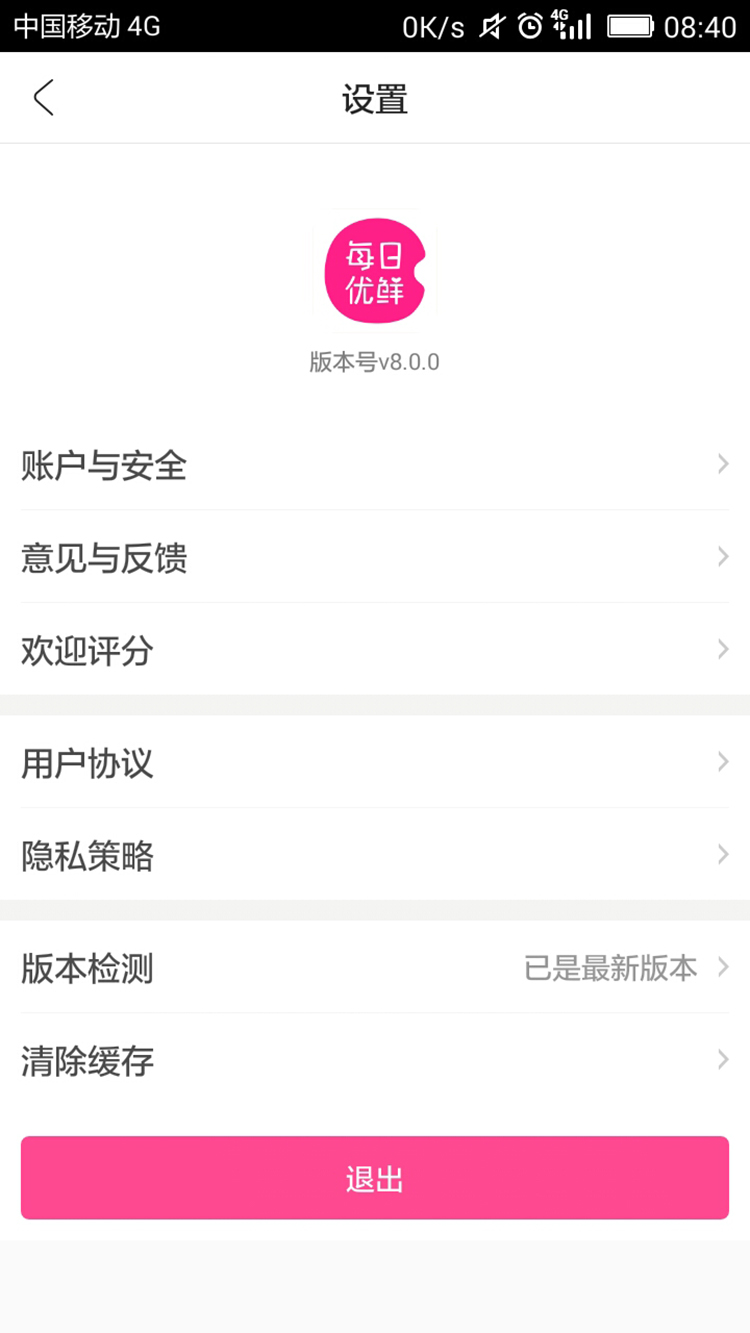 中国移动 4G 0K/s 4G 08:40
设置
每日
优鲜
版本号v8.0.0
账户与安全
意见与反馈
欢迎评分
用户协议
隐私策略
版本检测 已是最新版本
清除缓存
退出